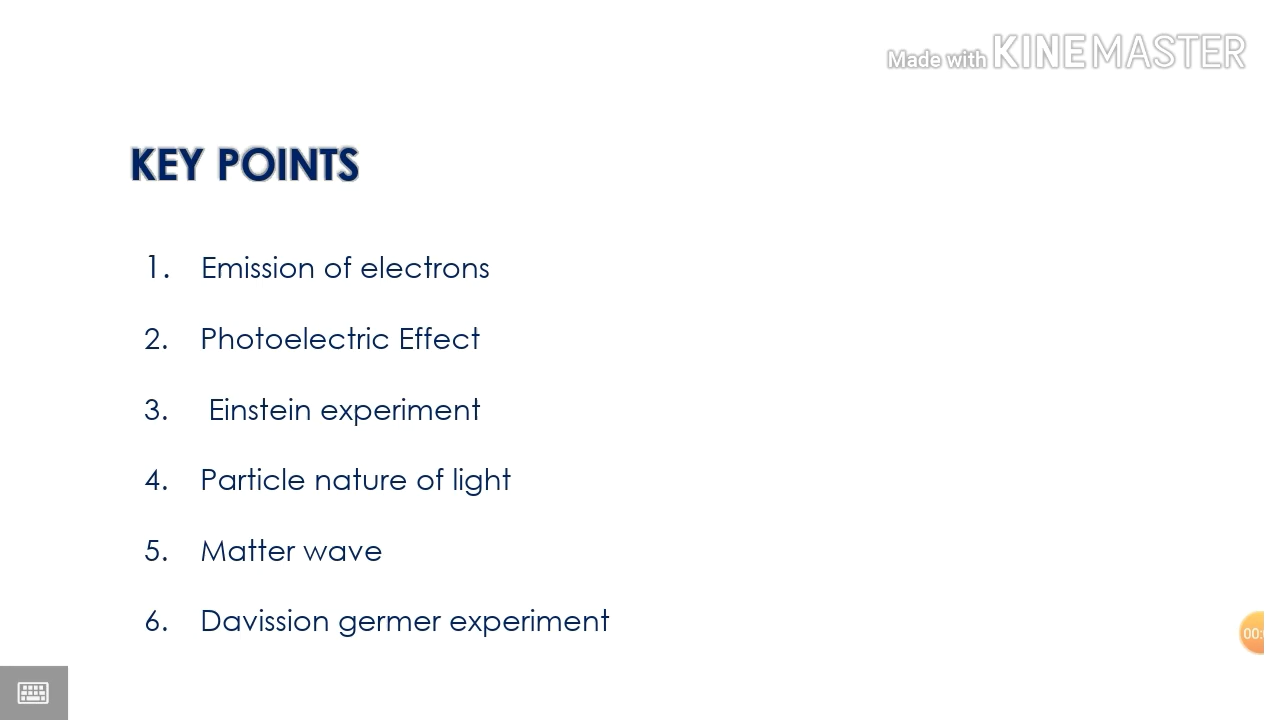 Made with KINEMASTER
KEY POINTS
1. Emission of electrons
2. Photoelectric Effect
3. Einstein experiment
4. Particle nature of light
5. Matter wave
6. Davission germer experiment